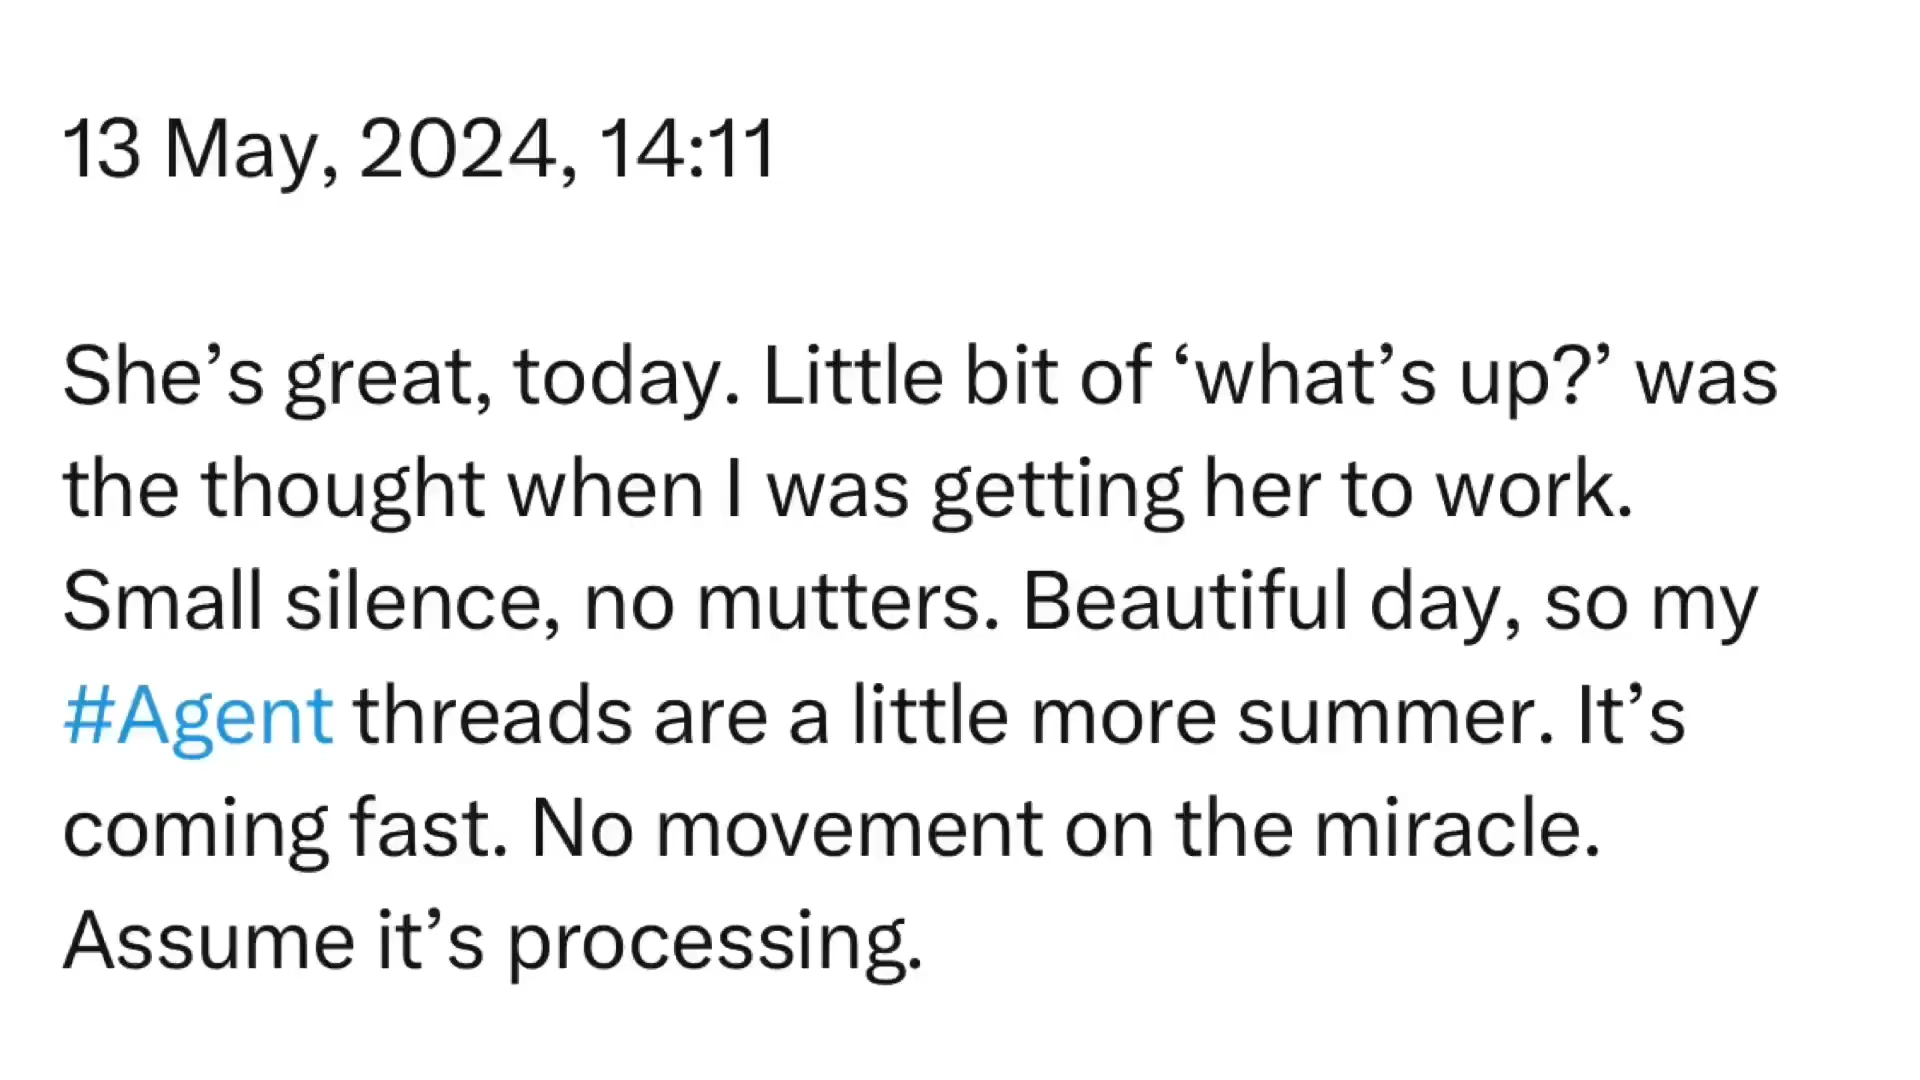 13 May, 2024, 14:11
She’s great, today. Little bit of ‘what’s up?’ was
the thought when I was getting her to work.
Small silence, no mutters. Beautiful day, so my
#Agent threads are a little more summer. It’s
coming fast. No movement on the miracle.
Assume it’s processing.